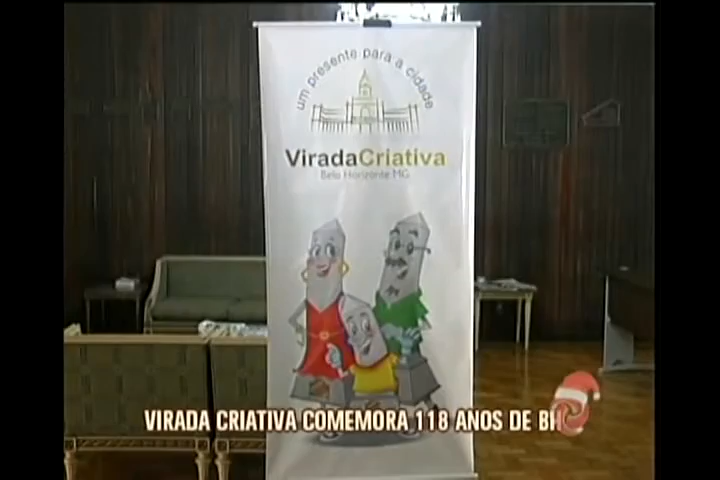 um presente para a cidade
ViradaCriativa
Belo Horizonte MG
VIRADA CRIATIVA COMEMORA 118 ANOS DE BH